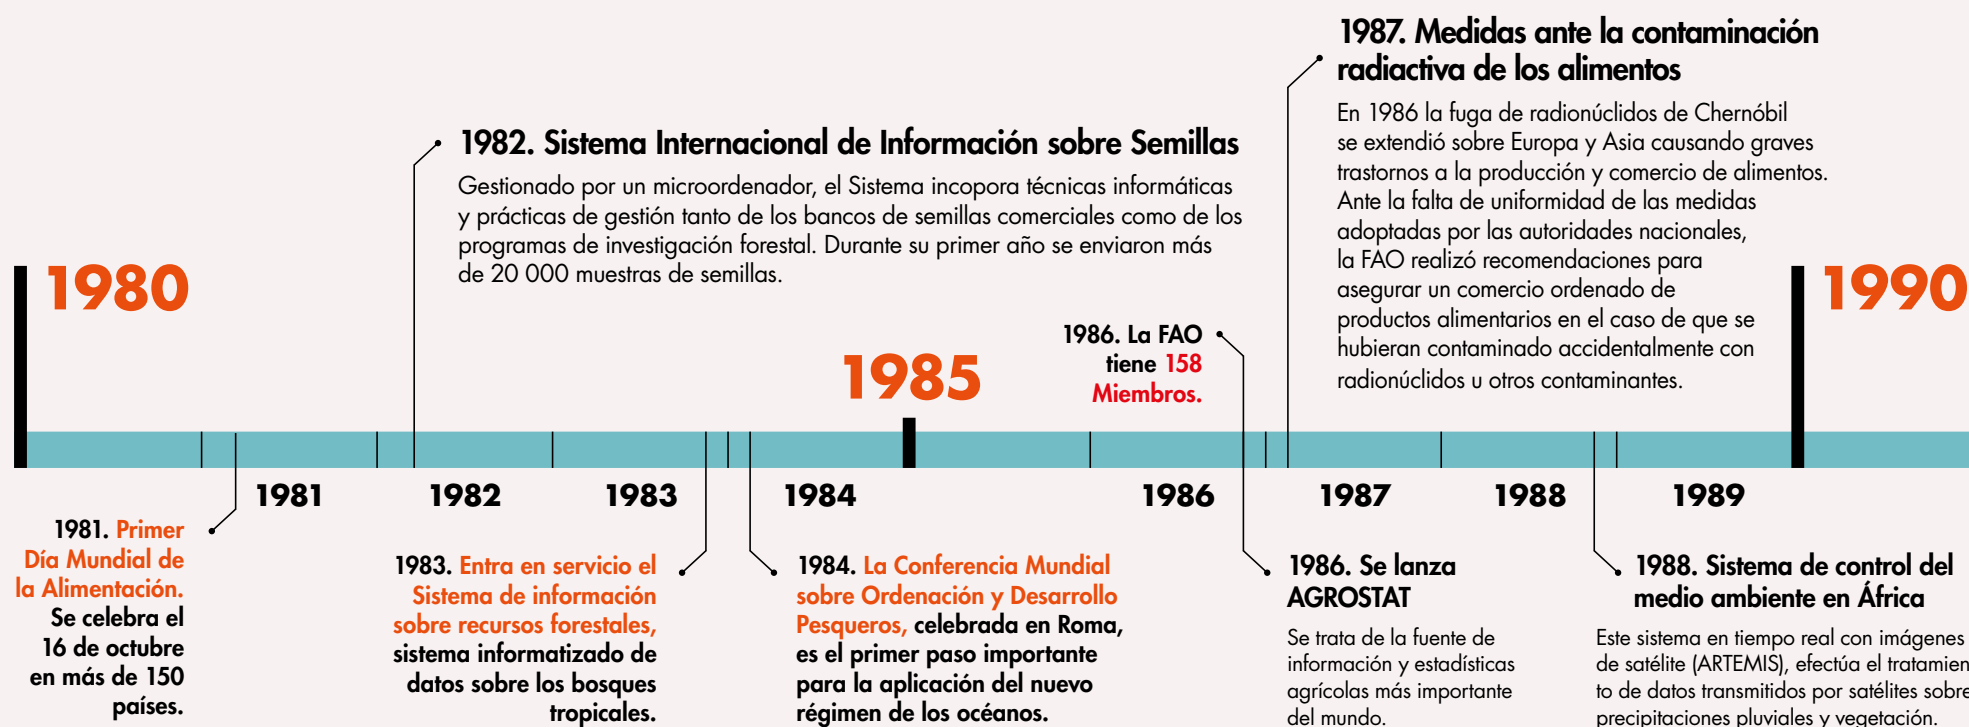 1980
1981. Primer
Día Mundial de
la Alimentación.
Se celebra el
16 de octubre
en más de 150
países.
1981
1982. Sistema Internacional de Información sobre Semillas
Gestionado por un microordenador, el Sistema incopora técnicas informáticas
y prácticas de gestión tanto de los bancos de semillas comerciales como de los
programas de investigación forestal. Durante su primer año se enviaron más
de 20 000 muestras de semillas.
1982
1983
1983. Entra en servicio el
Sistema de información
sobre recursos forestales,
sistema informatizado de
datos sobre los bosques
tropicales.
1984
1984. La Conferencia Mundial
sobre Ordenación y Desarrollo
Pesqueros, celebrada en Roma,
es el primer paso importante
para la aplicación del nuevo
régimen de los océanos.
1985
1986. La FAO
tiene 158
Miembros.
1986
1986. Se lanza
AGROSTAT
Se trata de la fuente de
información y estadísticas
agrícolas más importante
del mundo.
1987. Medidas ante la contaminación
radiactiva de los alimentos
En 1986 la fuga de radionúclidos de Chernóbil
se extendió sobre Europa y Asia causando graves
trastornos a la producción y comercio de alimentos.
Ante la falta de uniformidad de las medidas
adoptadas por las autoridades nacionales,
la FAO realizó recomendaciones para
asegurar un comercio ordenado de
productos alimentarios en el caso de que se
hubieran contaminado accidentalmente con
radionúclidos u otros contaminantes.
1987
1988
1988. Sistema de control del
medio ambiente en África
Este sistema en tiempo real con imágenes
de satélite (ARTEMIS), efectúa el tratamien
to de datos transmitidos por satélites sobre
precipitaciones pluviales y vegetación.
1989
1990